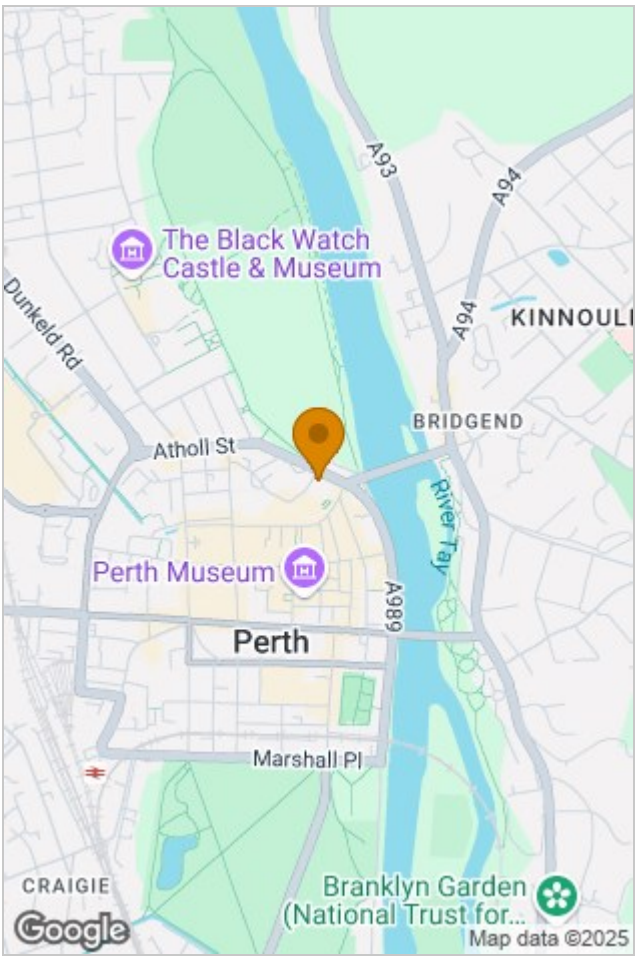 A93
A94
The Black Watch
Castle & Museum
Dunkeld Rd
A94
KINNOULL
BRIDGEND
Atholl St
River Tay
Perth Museum
A989
Perth
Marshall Pl
CRAIGIE
Branklyn Garden
(National Trust for...
Google
Map data ©2025